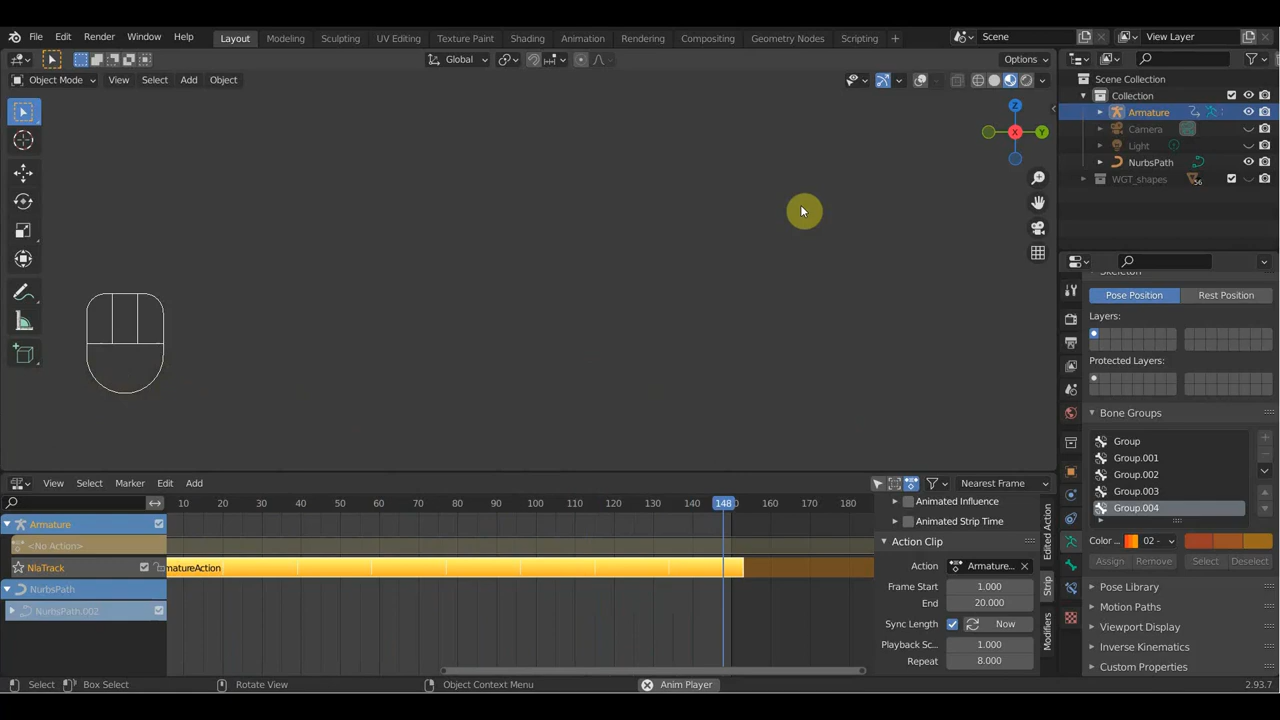 File Edit Render Window Help Layout Modeling Sculpting UV Editing Texture Paint Shading Animation Rendering Compositing Geometry Nodes Scripting + Scene View Layer
Global Options
Object Mode View Select Add Object
Scene Collection
Collection
Armature
Camera
Light
NurbsPath
WGT_shapes 56
Z
X
Y
Skeleton
Pose Position Rest Position
Layers:
Protected Layers:
Bone Groups
Group
Group.001
Group.002
Group.003
Group.004
Color ... 02 -
Assign Remove Select Deselect
Pose Library
Motion Paths
Viewport Display
Inverse Kinematics
Custom Properties
View Select Marker Edit Add Nearest Frame
10 20 30 40 50 60 70 80 90 100 110 120 130 140 148 160 170 180
Armature
<No Action>
NlaTrack
matureAction
NurbsPath
NurbsPath.002
Animated Influence
Animated Strip Time
Action Clip
Action Armature...
Frame Start 1.000
End 20.000
Sync Length Now
Playback Sc... 1.000
Repeat 8.000
Edited Action
Strip
Modifiers
Select Box Select Rotate View Object Context Menu Anim Player 2.93.7